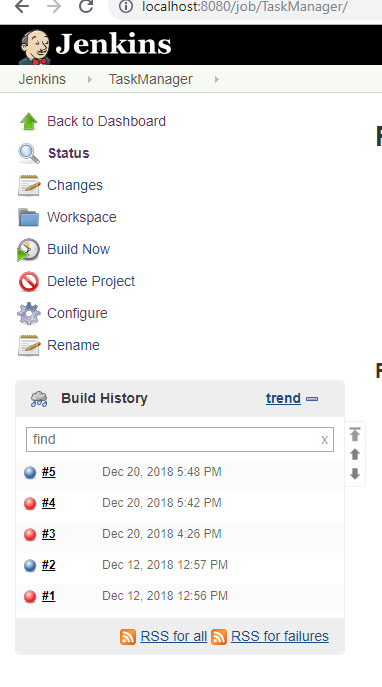 localhost:8080/job/TaskManager/
Jenkins
Jenkins TaskManager
Back to Dashboard
Status
Changes
Workspace
Build Now
Delete Project
Configure
Rename
Build History trend
find x
#5 Dec 20, 2018 5:48 PM
#4 Dec 20, 2018 5:42 PM
#3 Dec 20, 2018 4:26 PM
#2 Dec 12, 2018 12:57 PM
#1 Dec 12, 2018 12:56 PM
RSS for all RSS for failures